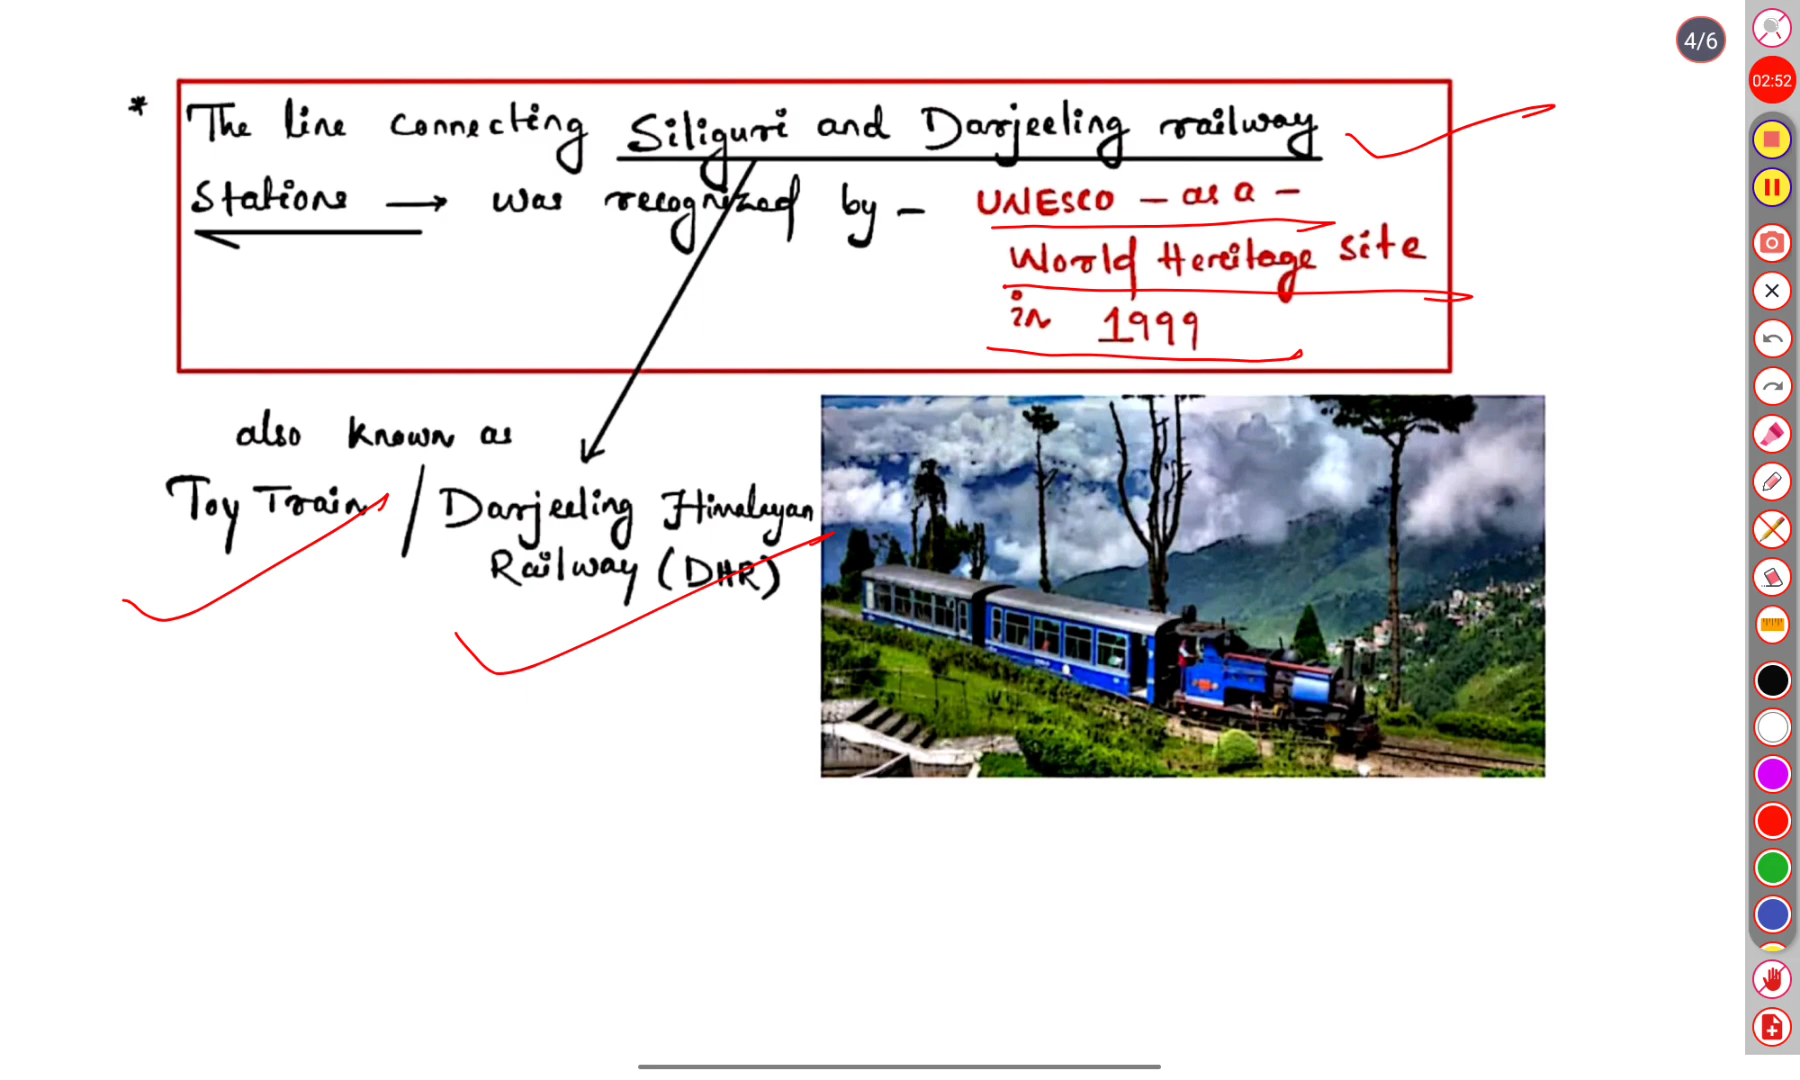 4/6
02:52
* The line connecting Siliguri and Darjeeling railway
Stations → was recognized by - UNESCO - as a -
World Heritage site
in 1999
also known as
Toy Train / Darjeeling Himalayan
Railway (DHR)